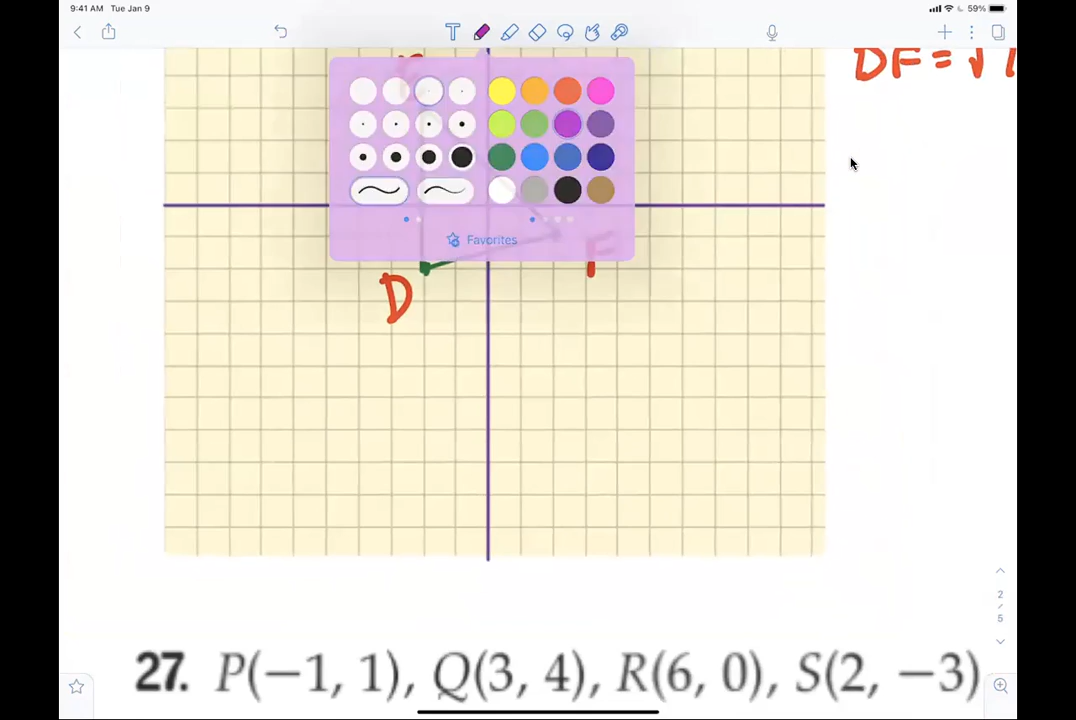 9:41 AM Tue Jan 9
59%
T
DF = √
Favorites
F
D
2
/
5
27. P(−1, 1), Q(3, 4), R(6, 0), S(2, −3)